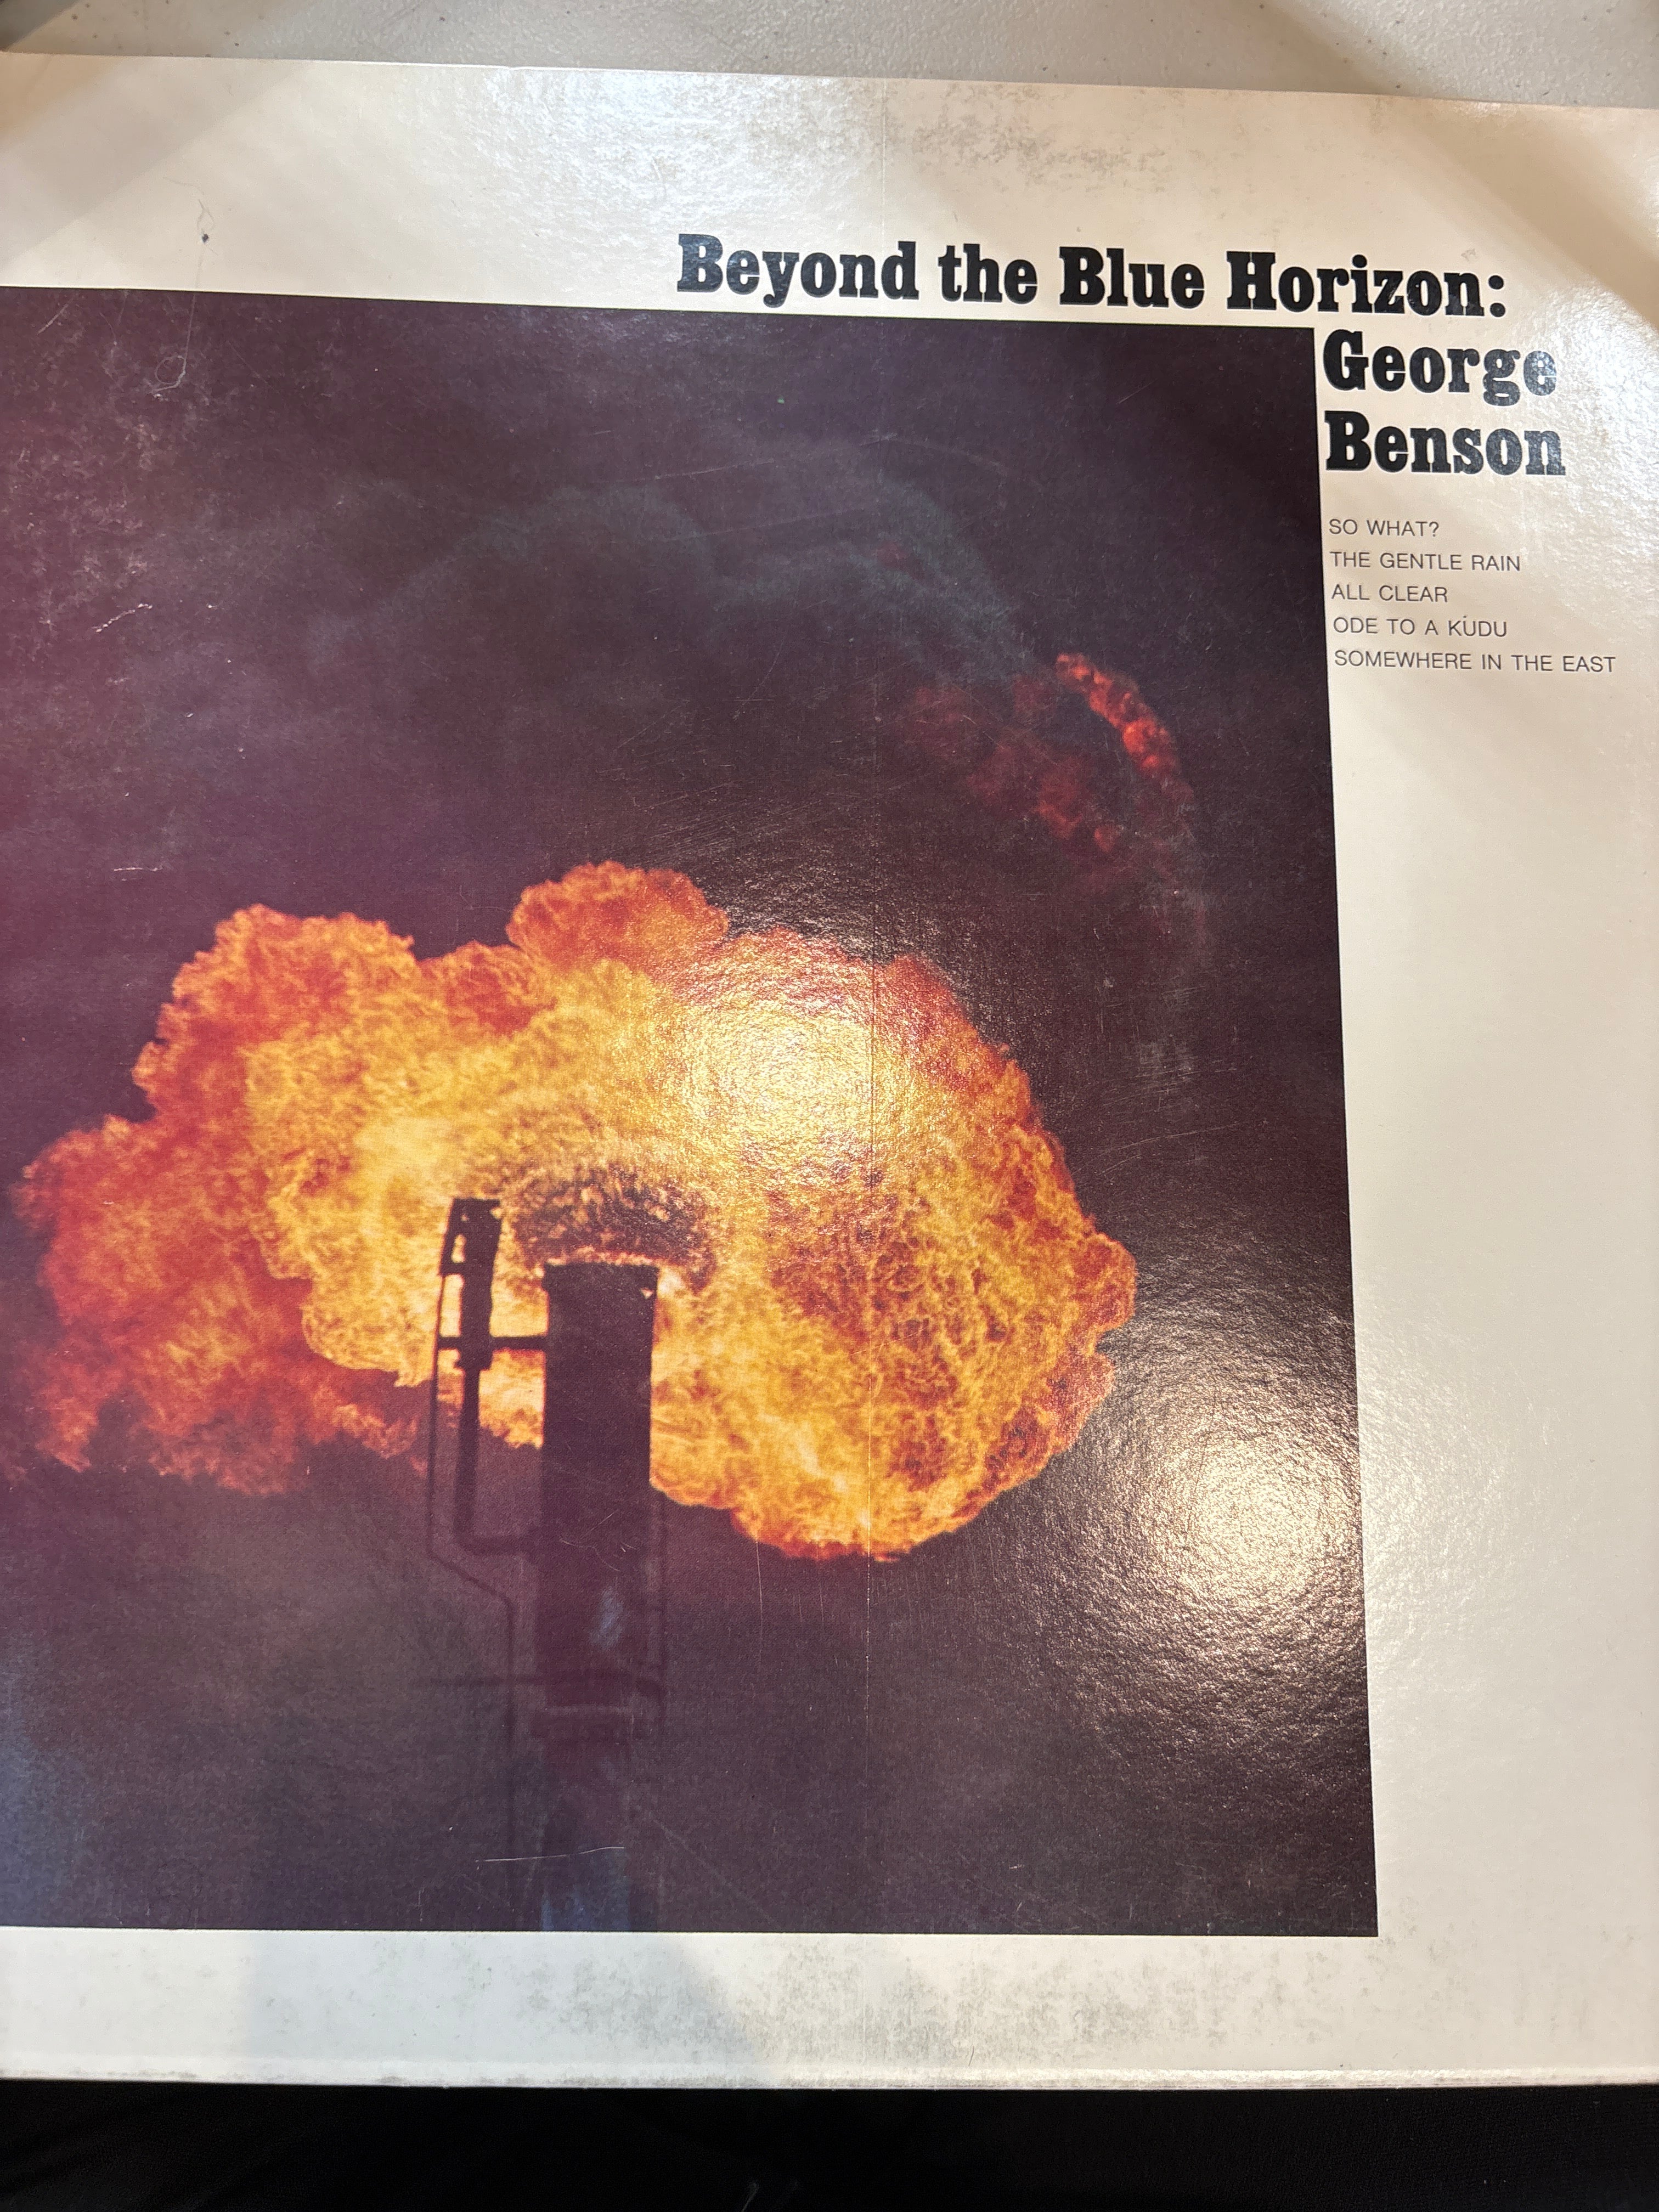 Beyond the Blue Horizon:
George
Benson
SO WHAT?
THE GENTLE RAIN
ALL CLEAR
ODE TO A KUDU
SOMEWHERE IN THE EAST